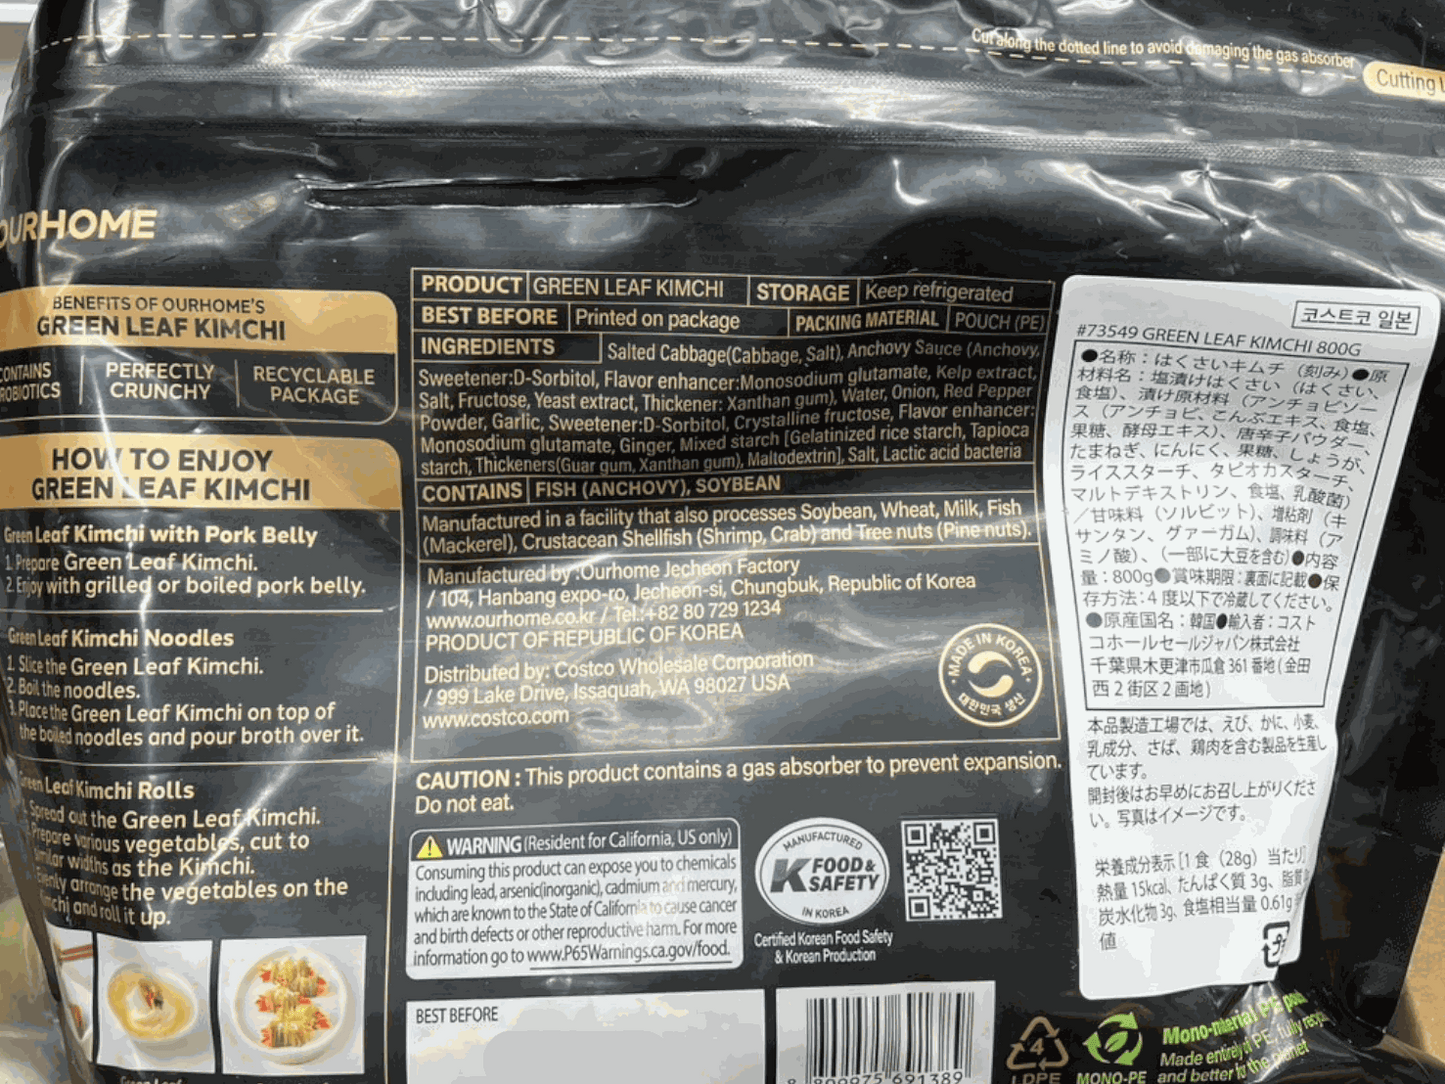 Cut along the dotted line to avoid damaging the gas absorber
Cutting
OURHOME
BENEFITS OF OURHOME'S
GREEN LEAF KIMCHI
CONTAINS
PROBIOTICS
PERFECTLY
CRUNCHY
RECYCLABLE
PACKAGE
HOW TO ENJOY
GREEN LEAF KIMCHI
Green Leaf Kimchi with Pork Belly
1. Prepare Green Leaf Kimchi.
2. Enjoy with grilled or boiled pork belly.
Green Leaf Kimchi Noodles
1. Slice the Green Leaf Kimchi.
2. Boil the noodles.
3. Place the Green Leaf Kimchi on top of
the boiled noodles and pour broth over it.
Green Leaf Kimchi Rolls
1. Spread out the Green Leaf Kimchi.
Prepare various vegetables, cut to
similar widths as the Kimchi.
Evenly arrange the vegetables on the
Kimchi and roll it up.
PRODUCT GREEN LEAF KIMCHI STORAGE Keep refrigerated
BEST BEFORE Printed on package PACKING MATERIAL POUCH (PE)
INGREDIENTS Salted Cabbage(Cabbage, Salt), Anchovy Sauce (Anchovy,
Sweetener:D-Sorbitol, Flavor enhancer:Monosodium glutamate, Kelp extract,
Salt, Fructose, Yeast extract, Thickener: Xanthan gum), Water, Onion, Red Pepper
Powder, Garlic, Sweetener:D-Sorbitol, Crystalline fructose, Flavor enhancer:
Monosodium glutamate, Ginger, Mixed starch [Gelatinized rice starch, Tapioca
starch, Thickeners(Guar gum, Xanthan gum), Maltodextrin], Salt, Lactic acid bacteria
CONTAINS FISH (ANCHOVY), SOYBEAN
Manufactured in a facility that also processes Soybean, Wheat, Milk, Fish
(Mackerel), Crustacean Shellfish (Shrimp, Crab) and Tree nuts (Pine nuts).
Manufactured by :Ourhome Jecheon Factory
/ 104, Hanbang expo-ro, Jecheon-si, Chungbuk, Republic of Korea
www.ourhome.co.kr / Tel.:+82 80 729 1234
PRODUCT OF REPUBLIC OF KOREA
Distributed by: Costco Wholesale Corporation
/ 999 Lake Drive, Issaquah, WA 98027 USA
www.costco.com
·MADE IN KOREA·
대한민국 생산
CAUTION : This product contains a gas absorber to prevent expansion.
Do not eat.
WARNING (Resident for California, US only)
Consuming this product can expose you to chemicals
including lead, arsenic(inorganic), cadmium and mercury,
which are known to the State of California to cause cancer
and birth defects or other reproductive harm. For more
information go to www.P65Warnings.ca.gov/food.
MANUFACTURED
K FOOD&
SAFETY
IN KOREA
Certified Korean Food Safety
& Korean Production
BEST BEFORE
8 809975 691389
4
LDPE
MONO-PE
Mono-material PE pouch
Made entirely of PE, fully recy
and better for the planet
코스트코 일본
#73549 GREEN LEAF KIMCHI 800G
●名称：はくさいキムチ（刻み）●原
材料名：塩漬けはくさい（はくさい、
食塩）、漬け原材料（アンチョビソー
ス（アンチョビ、こんぶエキス、食塩、
果糖、酵母エキス）、唐辛子パウダー、
たまねぎ、にんにく、果糖、しょうが、
ライススターチ、タピオカスターチ、
マルトデキストリン、食塩、乳酸菌）
／甘味料（ソルビット）、増粘剤（キ
サンタン、グァーガム）、調味料（ア
ミノ酸）、（一部に大豆を含む）●内容
量：800g●賞味期限：裏面に記載●保
存方法：4 度以下で冷蔵してください。
●原産国名：韓国●輸入者：コスト
コホールセールジャパン株式会社
千葉県木更津市瓜倉 361 番地（金田
西 2 街区 2 画地）
本品製造工場では、えび、かに、小麦、
乳成分、さば、鶏肉を含む製品を生産し
ています。
開封後はお早めにお召し上がりくださ
い。写真はイメージです。
栄養成分表示 [1 食（28g）当たり]
熱量 15kcal、たんぱく質 3g、脂質
炭水化物 3g、食塩相当量 0.61g
値